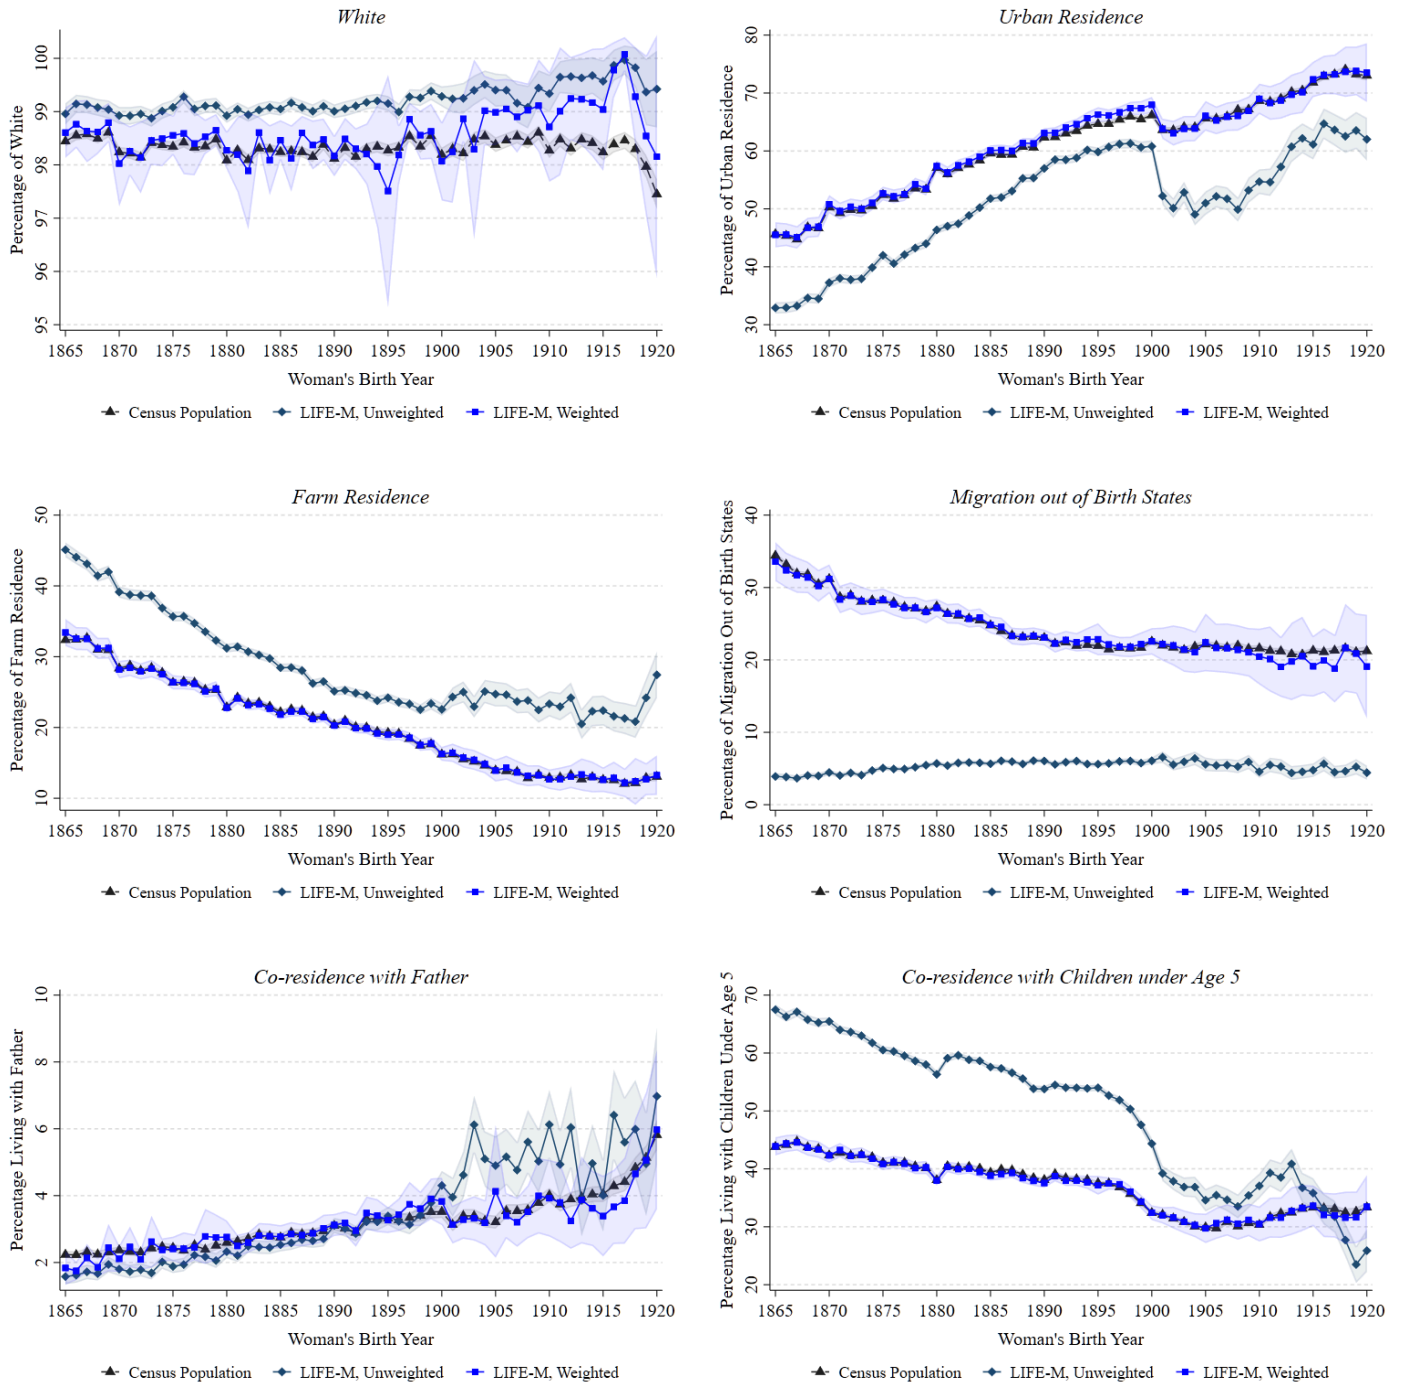 White
Percentage of White
100
99
98
97
96
95
1865 1870 1875 1880 1885 1890 1895 1900 1905 1910 1915 1920
Woman's Birth Year
Census Population LIFE-M, Unweighted LIFE-M, Weighted
Urban Residence
Percentage of Urban Residence
80
70
60
50
40
30
1865 1870 1875 1880 1885 1890 1895 1900 1905 1910 1915 1920
Woman's Birth Year
Census Population LIFE-M, Unweighted LIFE-M, Weighted
Farm Residence
Percentage of Farm Residence
50
40
30
20
10
1865 1870 1875 1880 1885 1890 1895 1900 1905 1910 1915 1920
Woman's Birth Year
Census Population LIFE-M, Unweighted LIFE-M, Weighted
Migration out of Birth States
Percentage of Migration Out of Birth States
40
30
20
10
0
1865 1870 1875 1880 1885 1890 1895 1900 1905 1910 1915 1920
Woman's Birth Year
Census Population LIFE-M, Unweighted LIFE-M, Weighted
Co-residence with Father
Percentage Living with Father
10
8
6
4
2
1865 1870 1875 1880 1885 1890 1895 1900 1905 1910 1915 1920
Woman's Birth Year
Census Population LIFE-M, Unweighted LIFE-M, Weighted
Co-residence with Children under Age 5
Percentage Living with Children Under Age 5
70
60
50
40
30
20
1865 1870 1875 1880 1885 1890 1895 1900 1905 1910 1915 1920
Woman's Birth Year
Census Population LIFE-M, Unweighted LIFE-M, Weighted